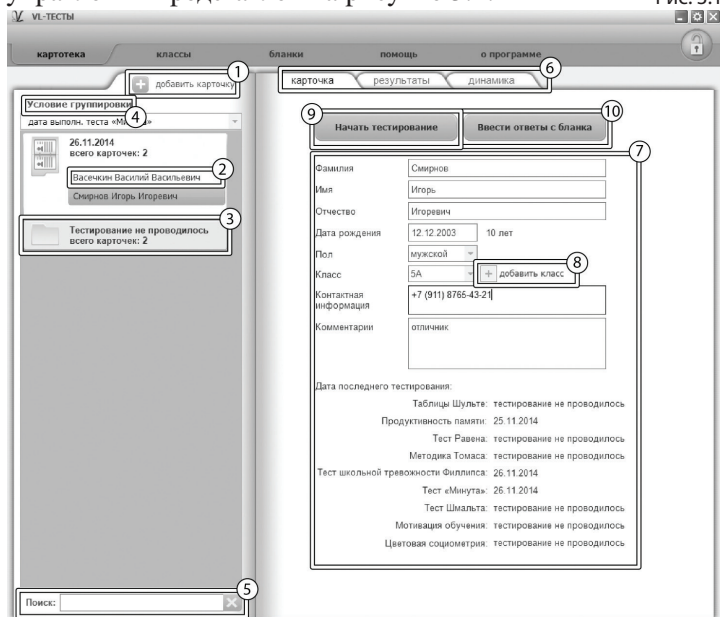 VL-ТЕСТЫ
картотека классы бланки помощь о программе
1
добавить карточку
6
карточка результаты динамика
Условие группировки
4
дата выполн. теста «М
26.11.2014
всего карточек: 2
2
Васечкин Василий Васильевич
Смирнов Игорь Игоревич
3
Тестирование не проводилось
всего карточек: 2
9
Начать тестирование
10
Ввести ответы с бланка
7
Фамилия Смирнов
Имя Игорь
Отчество Игоревич
Дата рождения 12.12.2003 10 лет
Пол мужской
8
Класс 5А + добавить класс
Контактная информация +7 (911) 8765-43-21
Комментарии отличник
Дата последнего тестирования:
Таблицы Шульте: тестирование не проводилось
Продуктивность памяти: 25.11.2014
Тест Равена: тестирование не проводилось
Методика Томаса: тестирование не проводилось
Тест школьной тревожности Филлипса: 26.11.2014
Тест «Минута»: 26.11.2014
Тест Шмальта: тестирование не проводилось
Мотивация обучения: тестирование не проводилось
Цветовая социометрия: тестирование не проводилось
5
Поиск: